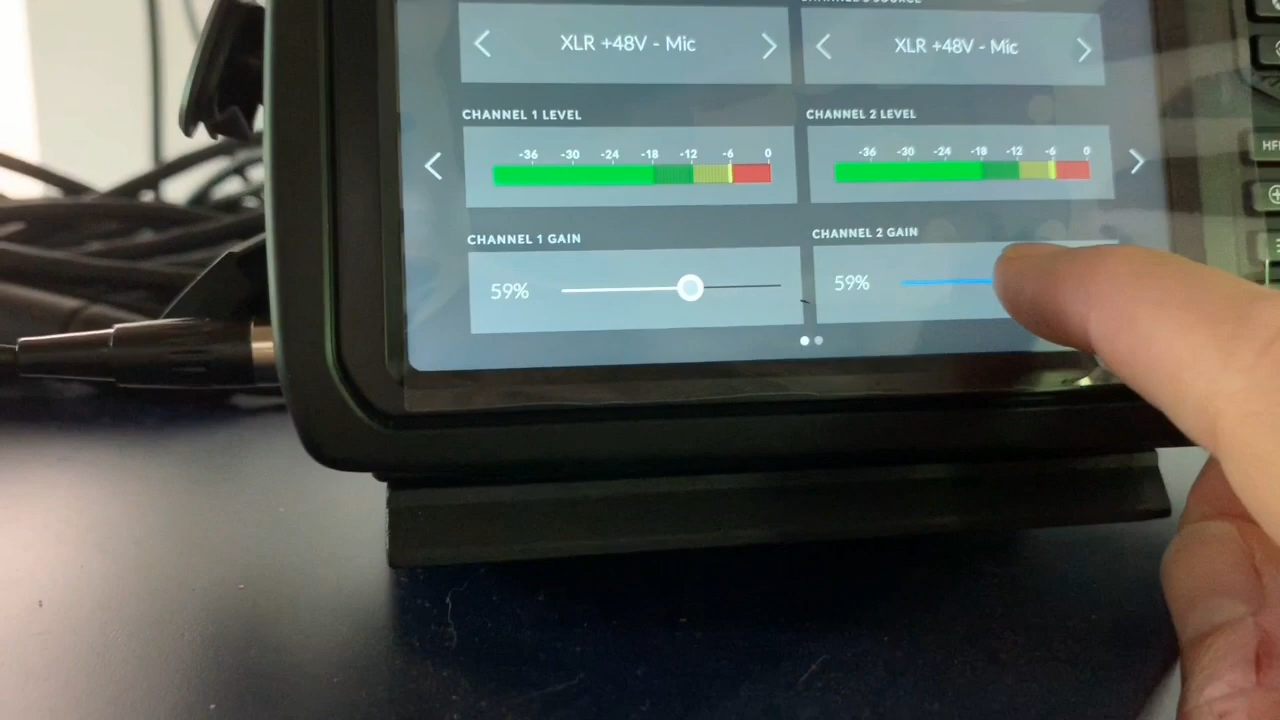 XLR +48V - Mic
XLR +48V - Mic
CHANNEL 1 LEVEL
CHANNEL 2 LEVEL
-36 -30 -24 -18 -12 -6 0
-36 -30 -24 -18 -12 -6 0
CHANNEL 1 GAIN
CHANNEL 2 GAIN
59%
59%